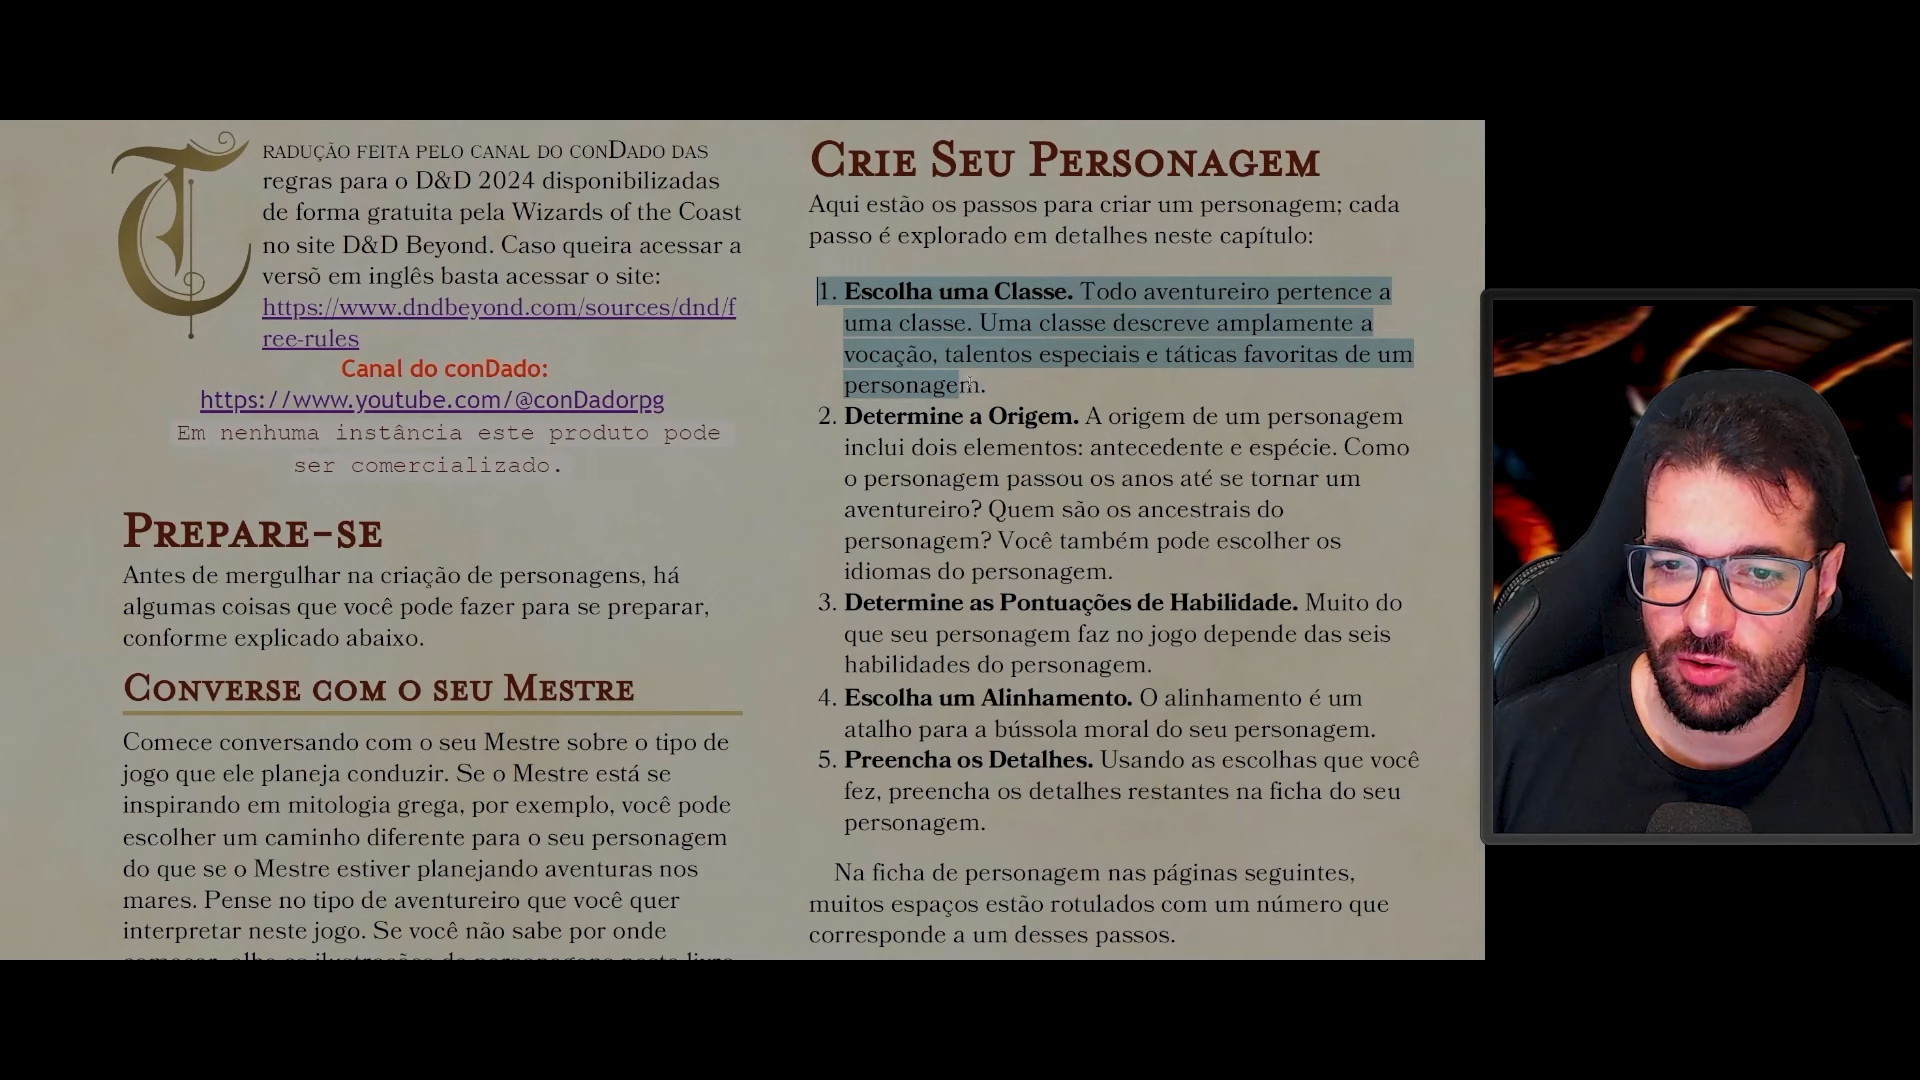 TRADUÇÃO FEITA PELO CANAL DO CONDADO DAS
regras para o D&D 2024 disponibilizadas
de forma gratuita pela Wizards of the Coast
no site D&D Beyond. Caso queira acessar a
versõ em inglês basta acessar o site:
https://www.dndbeyond.com/sources/dnd/f
ree-rules
Canal do conDado:
https://www.youtube.com/@conDadorpg
Em nenhuma instância este produto pode
ser comercializado.
PREPARE-SE
Antes de mergulhar na criação de personagens, há
algumas coisas que você pode fazer para se preparar,
conforme explicado abaixo.
CONVERSE COM O SEU MESTRE
Comece conversando com o seu Mestre sobre o tipo de
jogo que ele planeja conduzir. Se o Mestre está se
inspirando em mitologia grega, por exemplo, você pode
escolher um caminho diferente para o seu personagem
do que se o Mestre estiver planejando aventuras nos
mares. Pense no tipo de aventureiro que você quer
interpretar neste jogo. Se você não sabe por onde
CRIE SEU PERSONAGEM
Aqui estão os passos para criar um personagem; cada
passo é explorado em detalhes neste capítulo:
1. Escolha uma Classe. Todo aventureiro pertence a
uma classe. Uma classe descreve amplamente a
vocação, talentos especiais e táticas favoritas de um
personagem.
2. Determine a Origem. A origem de um personagem
inclui dois elementos: antecedente e espécie. Como
o personagem passou os anos até se tornar um
aventureiro? Quem são os ancestrais do
personagem? Você também pode escolher os
idiomas do personagem.
3. Determine as Pontuações de Habilidade. Muito do
que seu personagem faz no jogo depende das seis
habilidades do personagem.
4. Escolha um Alinhamento. O alinhamento é um
atalho para a bússola moral do seu personagem.
5. Preencha os Detalhes. Usando as escolhas que você
fez, preencha os detalhes restantes na ficha do seu
personagem.
Na ficha de personagem nas páginas seguintes,
muitos espaços estão rotulados com um número que
corresponde a um desses passos.